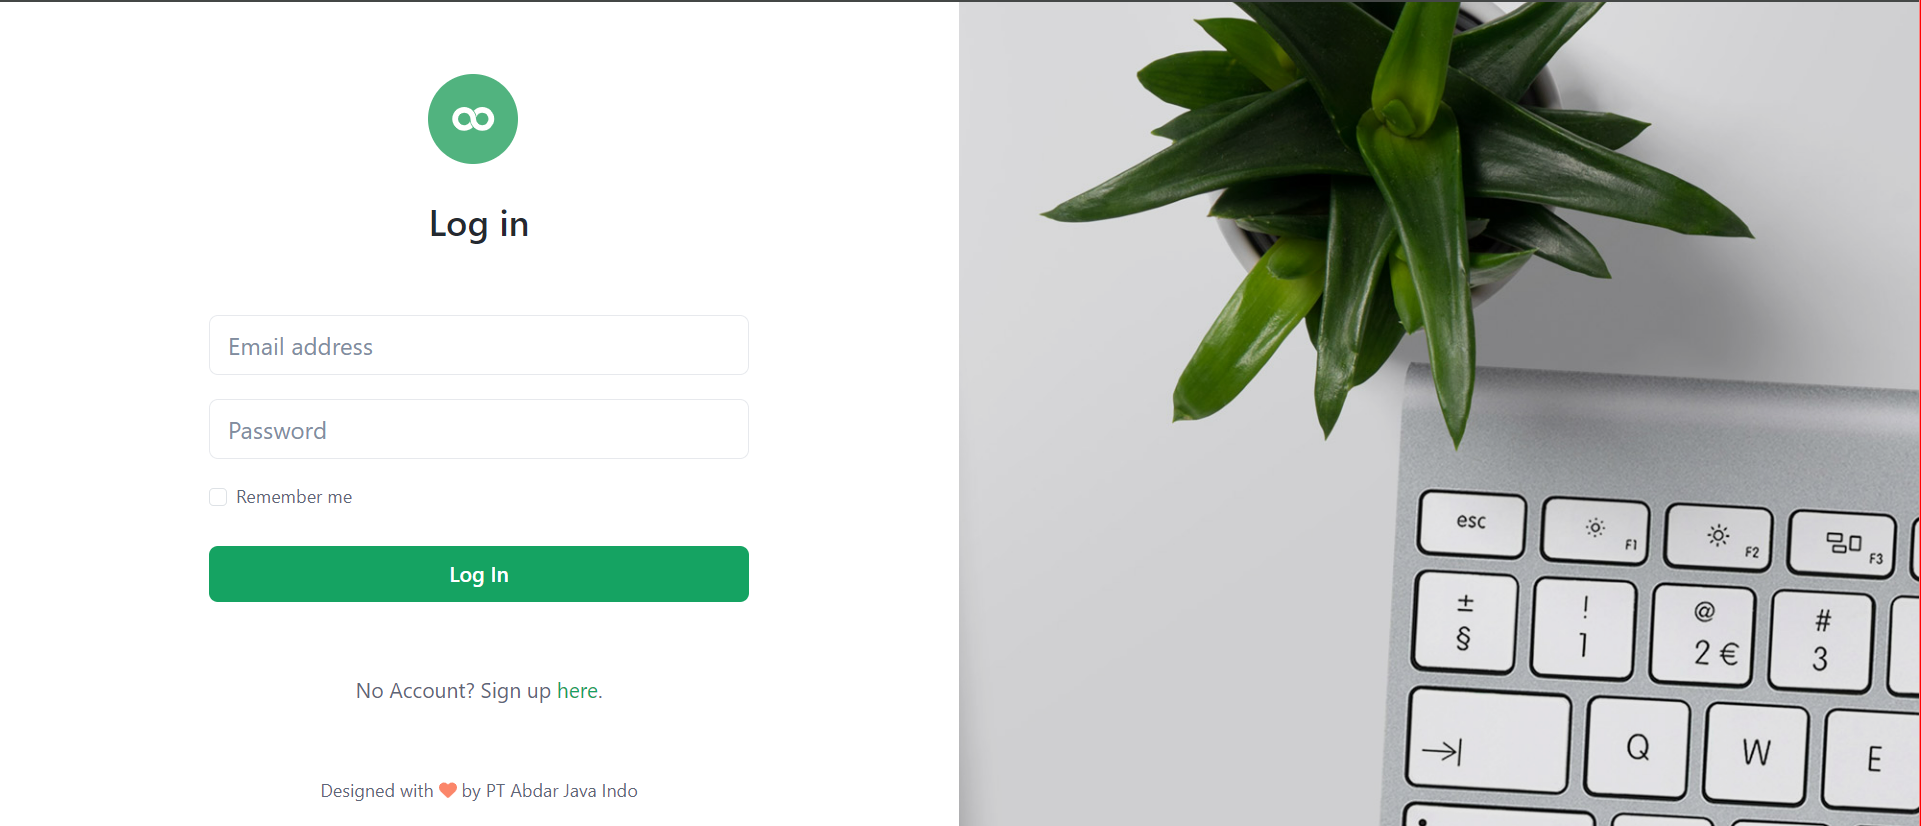 Log in
Email address
Password
Remember me
Log In
No Account? Sign up here.
Designed with by PT Abdar Java Indo
esc
F1
F2
F3
± § ! 1 @ 2 € # 3
Q W E